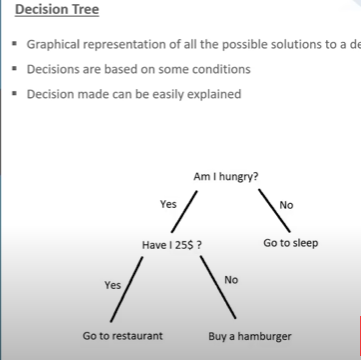 Decision Tree
▪ Graphical representation of all the possible solutions to a
▪ Decisions are based on some conditions
▪ Decision made can be easily explained
Am I hungry?
Yes
No
Have I 25$ ?
Go to sleep
Yes
No
Go to restaurant
Buy a hamburger